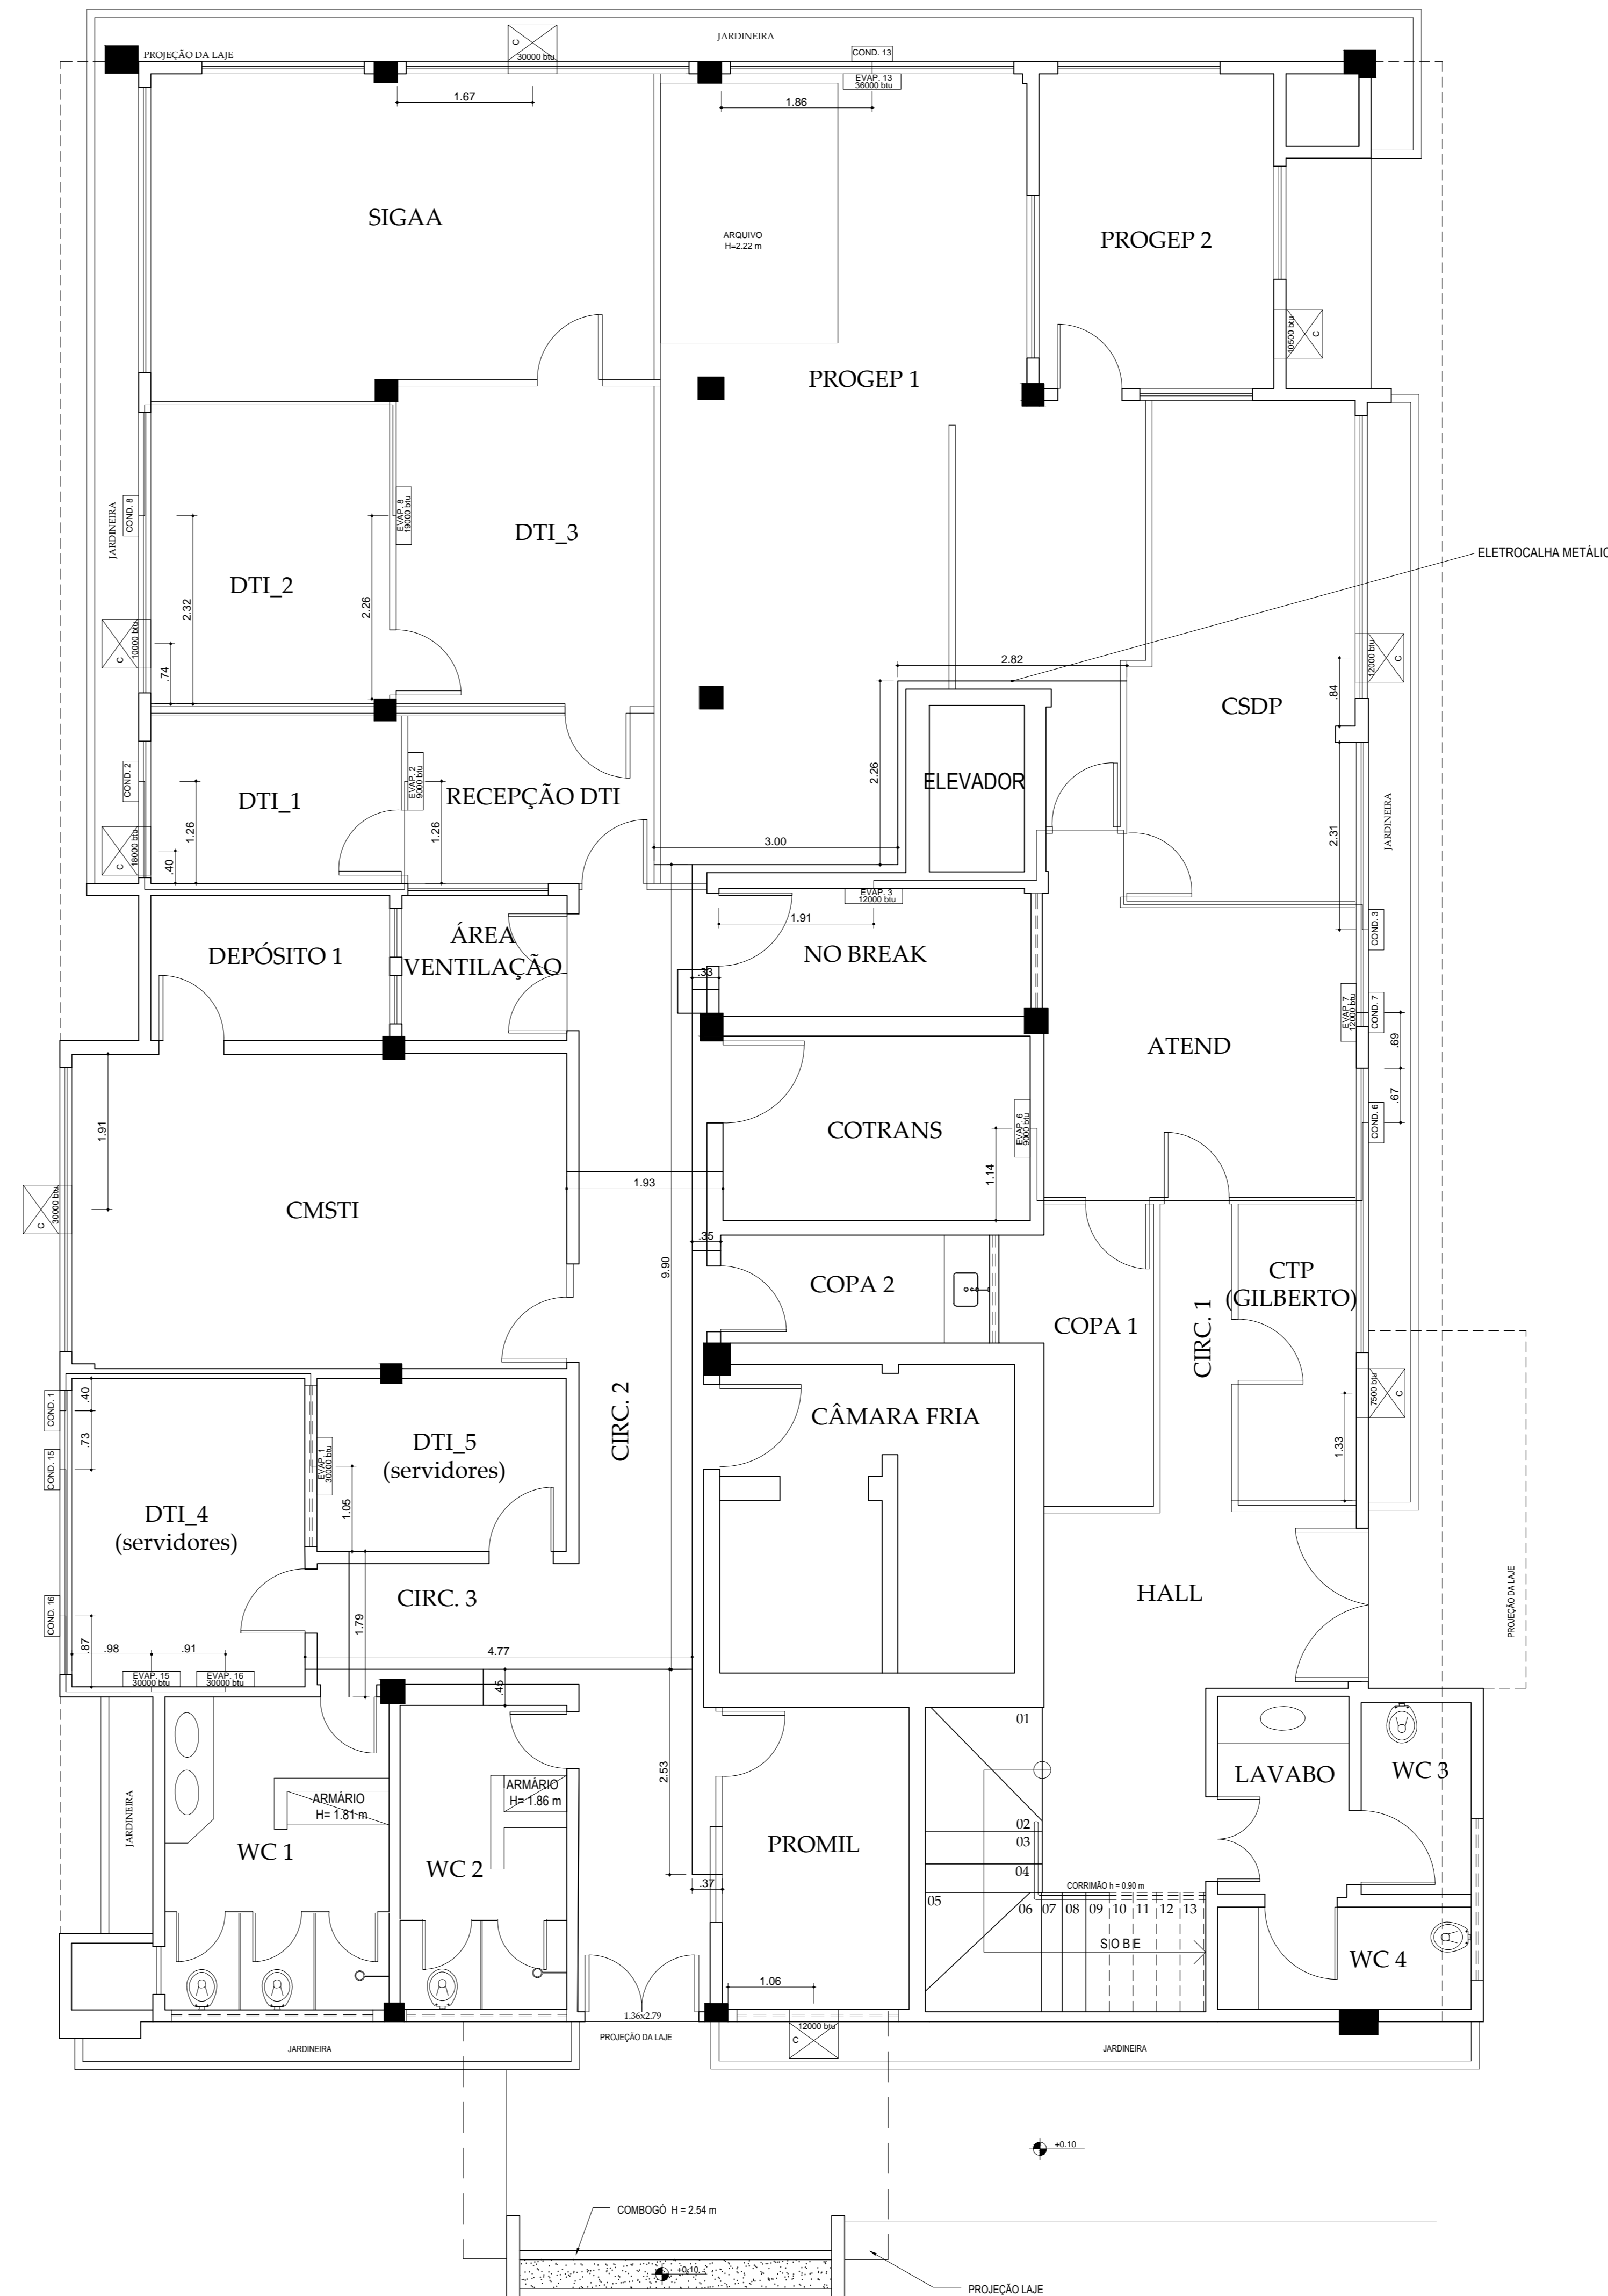 JARDINEIRA
PROJEÇÃO DA LAJE
C
30000 btu
COND. 13
EVAP. 13
36000 btu
1.67
1.86
SIGAA
ARQUIVO
H=2.22 m
PROGEP 2
10500 btu
C
PROGEP 1
JARDINEIRA
COND. 8
EVAP. 8
19000 btu
DTI_3
ELETROCALHA METÁLIC
DTI_2
2.32
2.26
10000 btu
C
.74
2.82
12000 btu
C
.84
CSDP
2.26
ELEVADOR
COND. 2
EVAP. 2
9000 btu
DTI_1
RECEPÇÃO DTI
1.26
1.26
18000 btu
C
.40
3.00
2.31
JARDINEIRA
EVAP. 3
12000 btu
1.91
COND. 3
DEPÓSITO 1
ÁREA
VENTILAÇÃO
NO BREAK
.33
EVAP. 7
12000 btu
COND. 7
.69
ATEND
.67
COND. 6
1.91
COTRANS
EVAP. 6
9000 btu
1.14
30000 btu
C
CMSTI
1.93
.35
9.90
COPA 2
COPA 1
CIRC. 1
CTP
(GILBERTO)
COND. 1
.40
COND. 15
.73
CIRC. 2
CÂMARA FRIA
7500 btu
C
1.33
EVAP. 1
30000 btu
DTI_5
(servidores)
1.05
DTI_4
(servidores)
COND. 16
.87
CIRC. 3
1.79
HALL
PROJEÇÃO DA LAJE
4.77
.98
.91
EVAP. 15
30000 btu
EVAP. 16
30000 btu
.45
01
2.53
LAVABO
WC 3
ARMÁRIO
H= 1.81 m
ARMÁRIO
H= 1.86 m
JARDINEIRA
WC 1
WC 2
PROMIL
02
03
04
.37
CORRIMÃO h = 0.90 m
05
06
07
08
09
10
11
12
13
SOBE
WC 4
1.06
1.36x2.79
12000 btu
C
PROJEÇÃO DA LAJE
JARDINEIRA
JARDINEIRA
+0.10
COMBOGÓ H = 2.54 m
+0.10
PROJEÇÃO LAJE